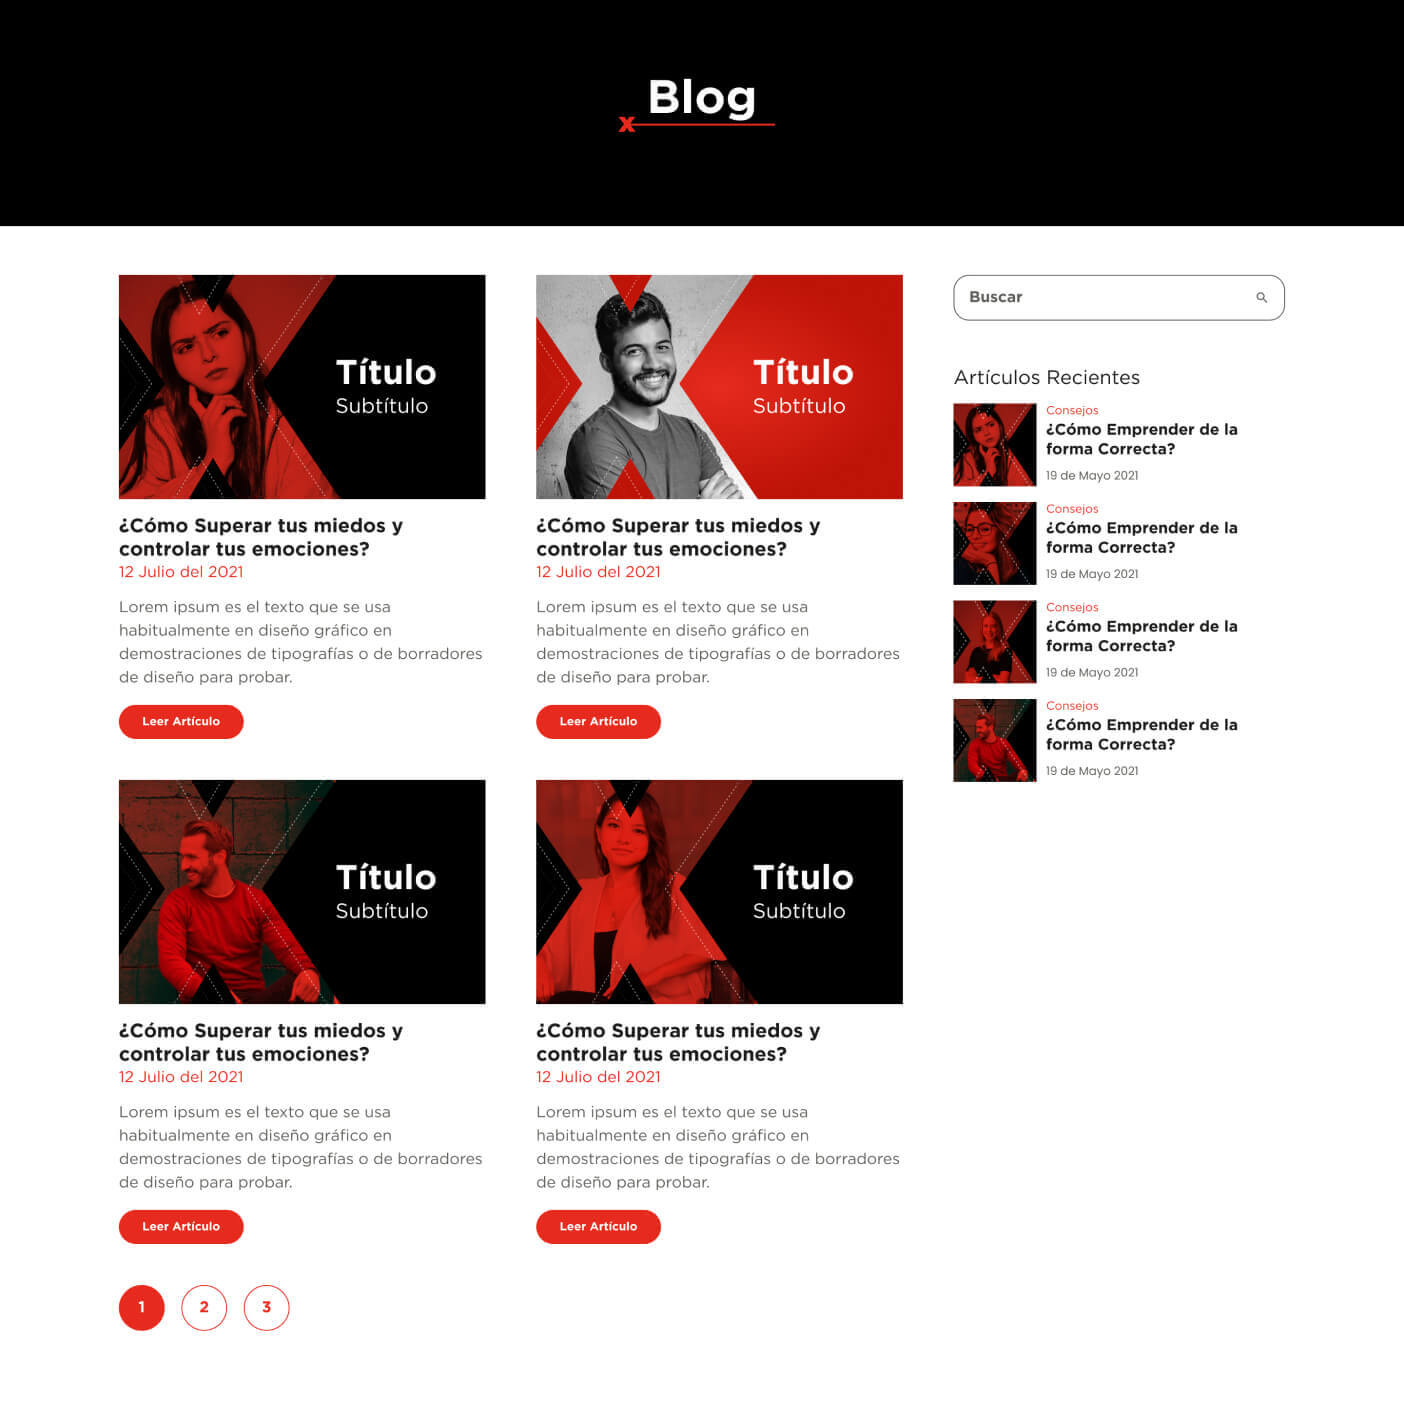 Blog
Título
Subtítulo
¿Cómo Superar tus miedos y
controlar tus emociones?
12 Julio del 2021
Lorem ipsum es el texto que se usa
habitualmente en diseño gráfico en
demostraciones de tipografías o de borradores
de diseño para probar.
Leer Artículo
Título
Subtítulo
¿Cómo Superar tus miedos y
controlar tus emociones?
12 Julio del 2021
Lorem ipsum es el texto que se usa
habitualmente en diseño gráfico en
demostraciones de tipografías o de borradores
de diseño para probar.
Leer Artículo
Título
Subtítulo
¿Cómo Superar tus miedos y
controlar tus emociones?
12 Julio del 2021
Lorem ipsum es el texto que se usa
habitualmente en diseño gráfico en
demostraciones de tipografías o de borradores
de diseño para probar.
Leer Artículo
Título
Subtítulo
¿Cómo Superar tus miedos y
controlar tus emociones?
12 Julio del 2021
Lorem ipsum es el texto que se usa
habitualmente en diseño gráfico en
demostraciones de tipografías o de borradores
de diseño para probar.
Leer Artículo
1 2 3
Buscar
Artículos Recientes
Consejos
¿Cómo Emprender de la
forma Correcta?
19 de Mayo 2021
Consejos
¿Cómo Emprender de la
forma Correcta?
19 de Mayo 2021
Consejos
¿Cómo Emprender de la
forma Correcta?
19 de Mayo 2021
Consejos
¿Cómo Emprender de la
forma Correcta?
19 de Mayo 2021